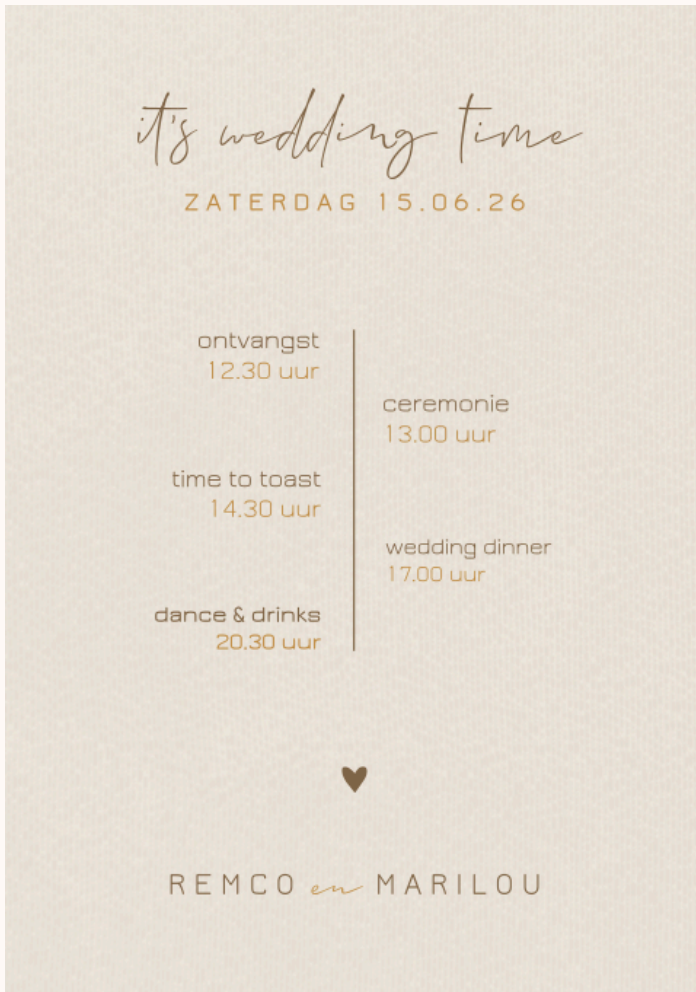 it's wedding time
ZATERDAG 15.06.26
ontvangst
12.30 uur
ceremonie
13.00 uur
time to toast
14.30 uur
wedding dinner
17.00 uur
dance & drinks
20.30 uur
REMCO en MARILOU